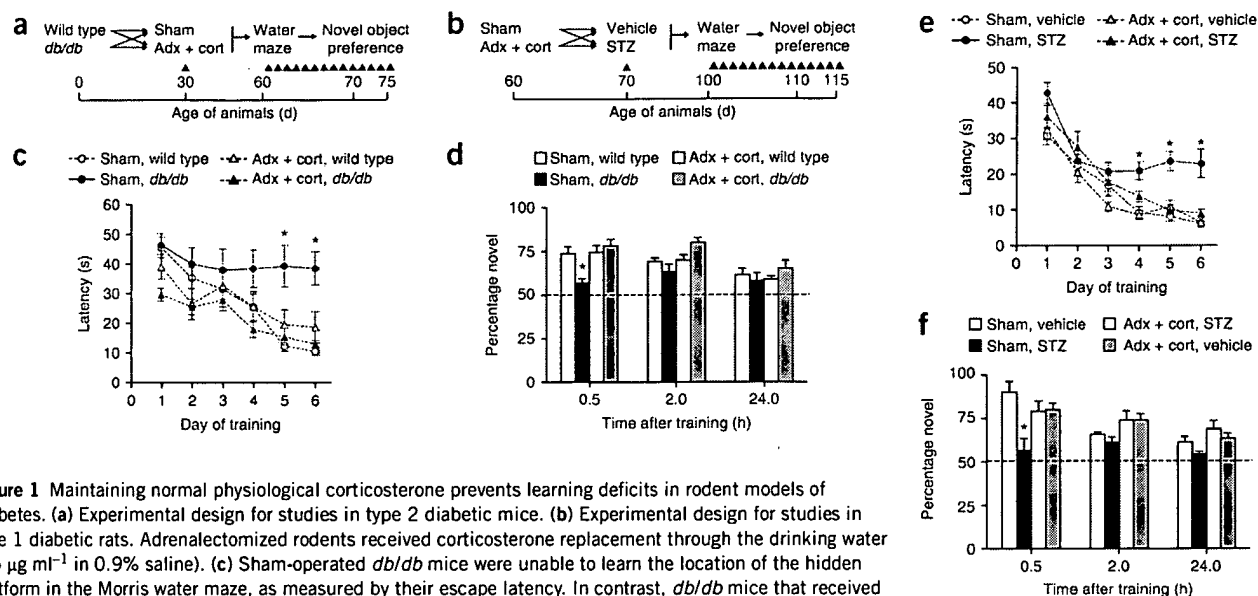 a
Wild type
db/db
Sham
Adx + cort
Water maze
Novel object preference
0 30 60 70 75
Age of animals (d)
b
Sham
Adx + cort
Vehicle
STZ
Water maze
Novel object preference
60 70 100 110 115
Age of animals (d)
c
Sham, wild type
Adx + cort, wild type
Sham, db/db
Adx + cort, db/db
Latency (s)
60
50
40
30
20
10
0
* *
0 1 2 3 4 5 6
Day of training
d
Sham, wild type
Adx + cort, wild type
Sham, db/db
Adx + cort, db/db
Percentage novel
100
75
50
25
0
*
0.5 2.0 24.0
Time after training (h)
e
Sham, vehicle
Adx + cort, vehicle
Sham, STZ
Adx + cort, STZ
Latency (s)
50
40
30
20
10
0
* * *
0 1 2 3 4 5 6
Day of training
f
Sham, vehicle
Adx + cort, STZ
Sham, STZ
Adx + cort, vehicle
Percentage novel
100
75
50
25
0
*
0.5 2.0 24.0
Time after training (h)
ure 1 Maintaining normal physiological corticosterone prevents learning deficits in rodent models of
betes. (a) Experimental design for studies in type 2 diabetic mice. (b) Experimental design for studies in
e 1 diabetic rats. Adrenalectomized rodents received corticosterone replacement through the drinking water
µg ml−1 in 0.9% saline). (c) Sham-operated db/db mice were unable to learn the location of the hidden
tform in the Morris water maze, as measured by their escape latency. In contrast, db/db mice that received